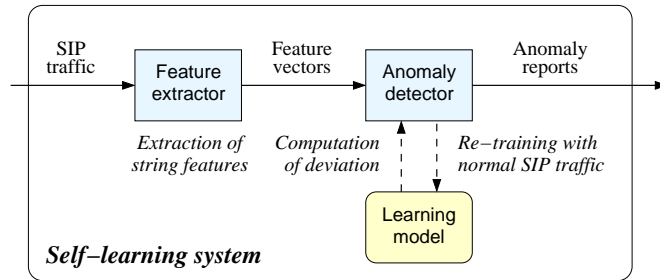 SIP
traffic
Feature
extractor
Feature
vectors
Anomaly
detector
Anomaly
reports
Extraction of
string features
Computation
of deviation
Re−training with
normal SIP traffic
Learning
model
Self−learning system